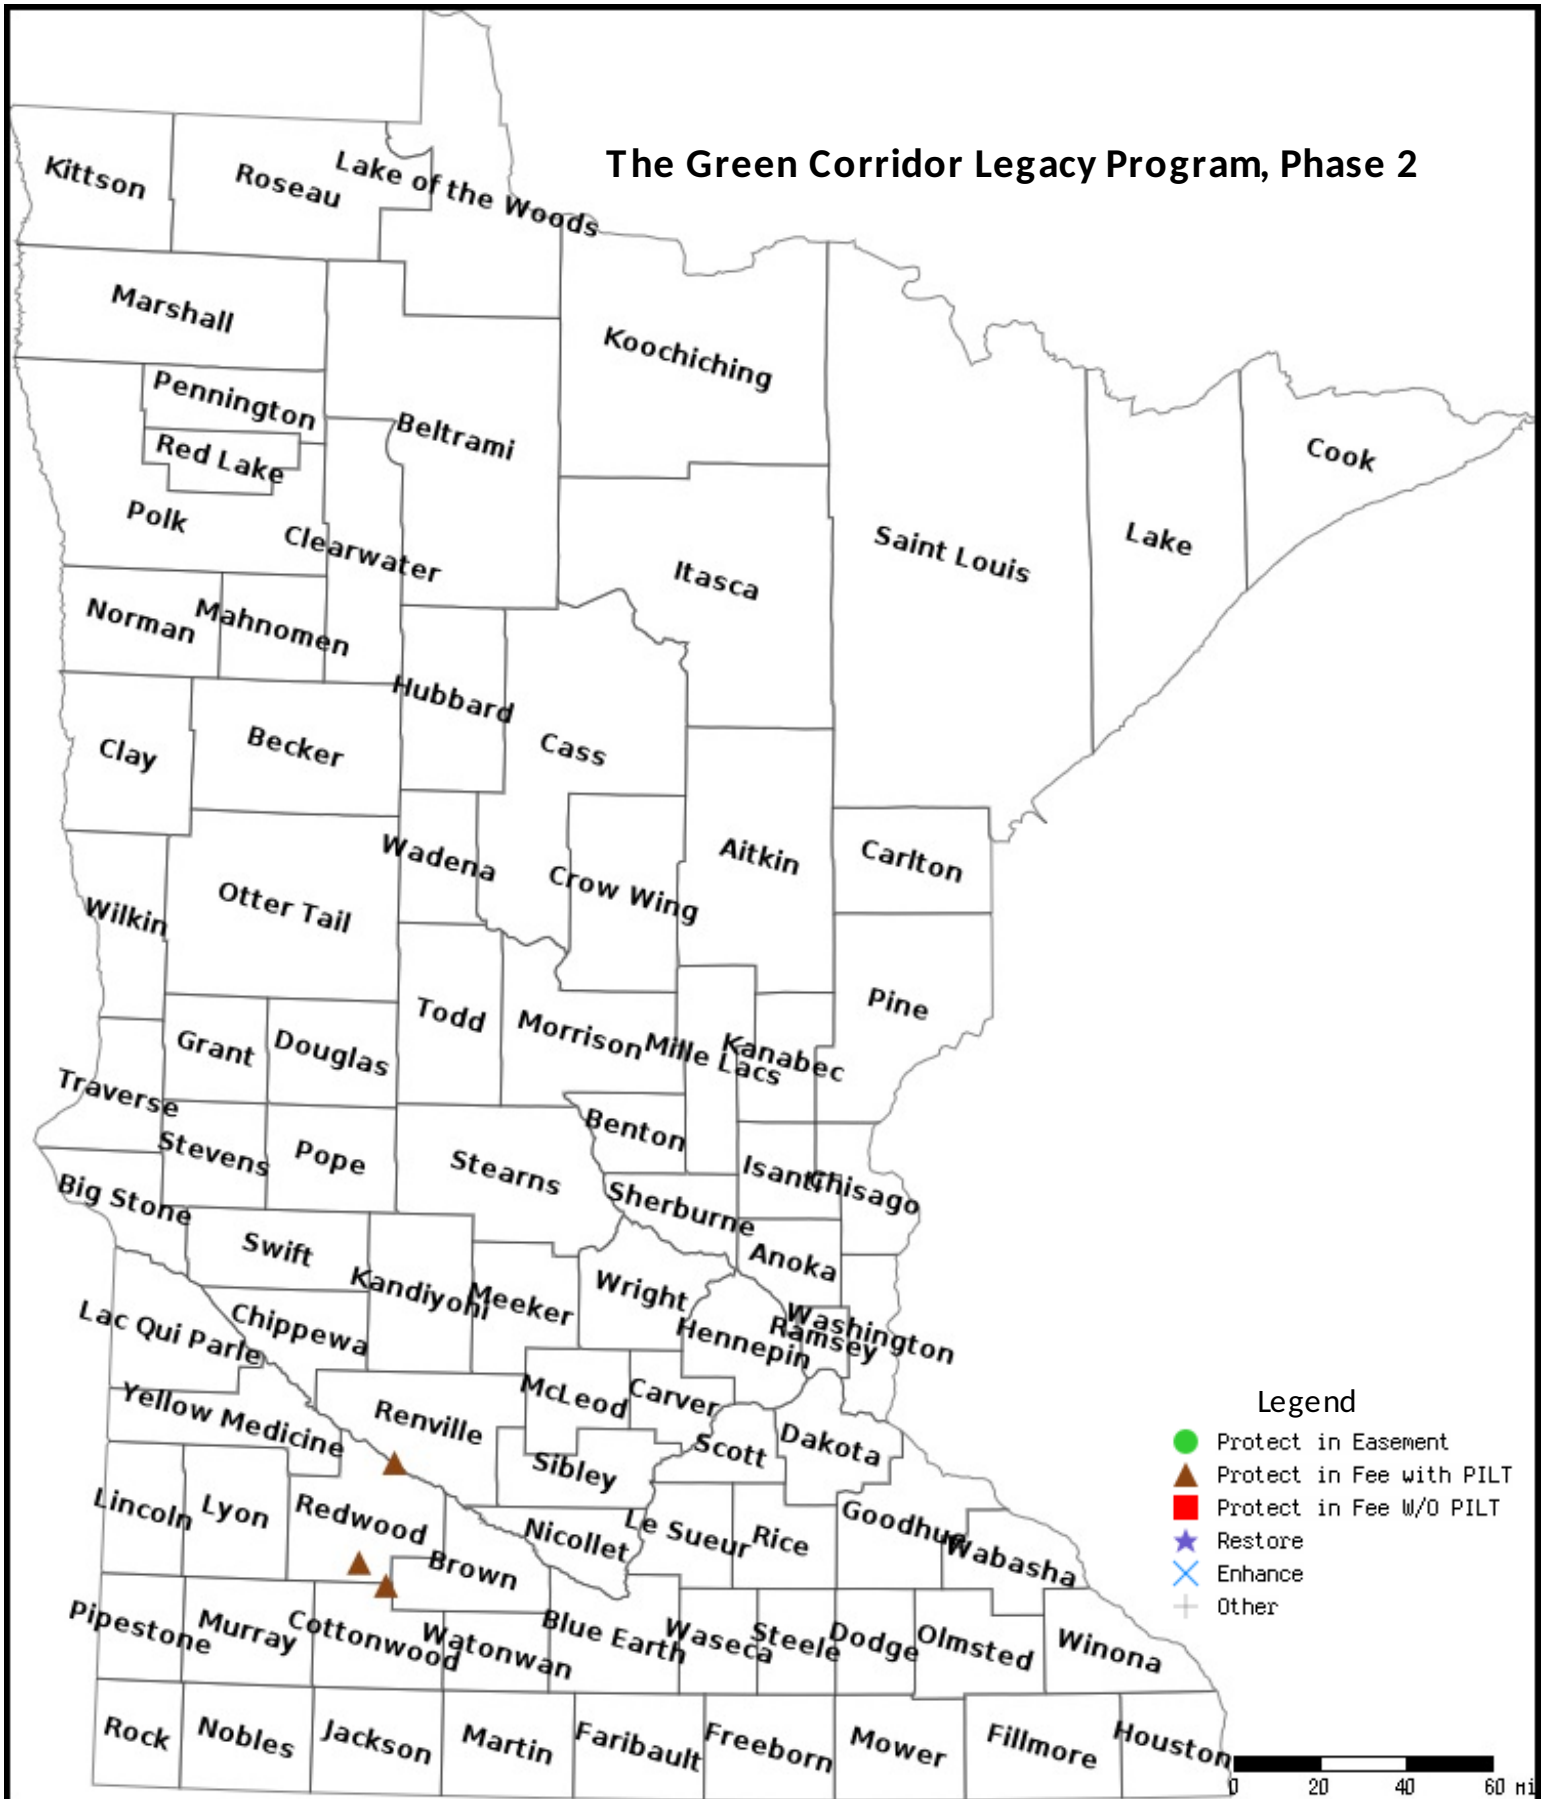 The Green Corridor Legacy Program, Phase 2
Kittson
Roseau
Lake of the Woods
Marshall
Koochiching
Pennington
Beltrami
Red Lake
Cook
Polk
Clearwater
Saint Louis
Lake
Itasca
Norman
Mahnomen
Hubbard
Clay
Becker
Cass
Wadena
Aitkin
Carlton
Crow Wing
Otter Tail
Wilkin
Pine
Todd
Morrison
Mille Lacs
Kanabec
Grant
Douglas
Traverse
Benton
Stevens
Pope
Stearns
Isanti
Chisago
Big Stone
Sherburne
Swift
Anoka
Kandiyohi
Meeker
Wright
Washington
Ramsey
Hennepin
Lac Qui Parle
Chippewa
McLeod
Carver
Yellow Medicine
Renville
Scott
Dakota
Sibley
Lincoln
Lyon
Redwood
Nicollet
Le Sueur
Rice
Goodhue
Wabasha
Brown
Pipestone
Murray
Cottonwood
Watonwan
Blue Earth
Waseca
Steele
Dodge
Olmsted
Winona
Rock
Nobles
Jackson
Martin
Faribault
Freeborn
Mower
Fillmore
Houston
Legend
Protect in Easement
Protect in Fee with PILT
Protect in Fee W/O PILT
Restore
Enhance
Other
0 20 40 60 mi